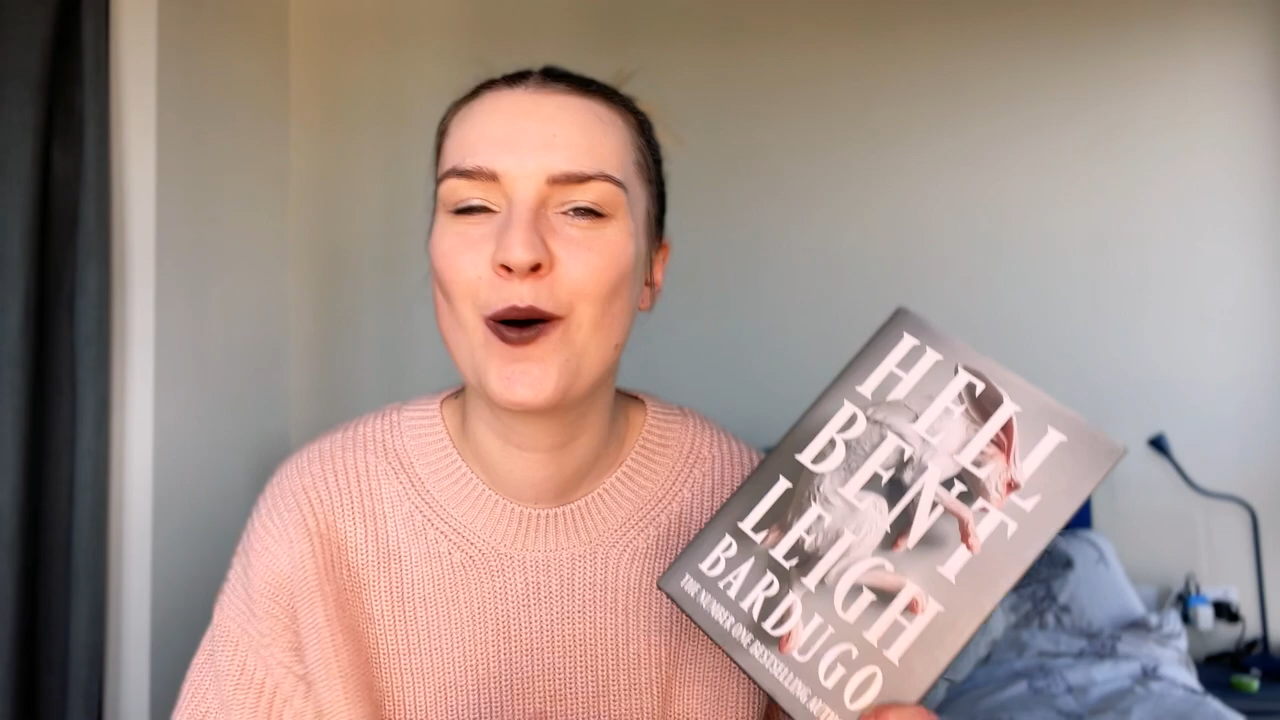 HELL
BENT
LEIGH
BARDUGO
THE NUMBER ONE BESTSELLING